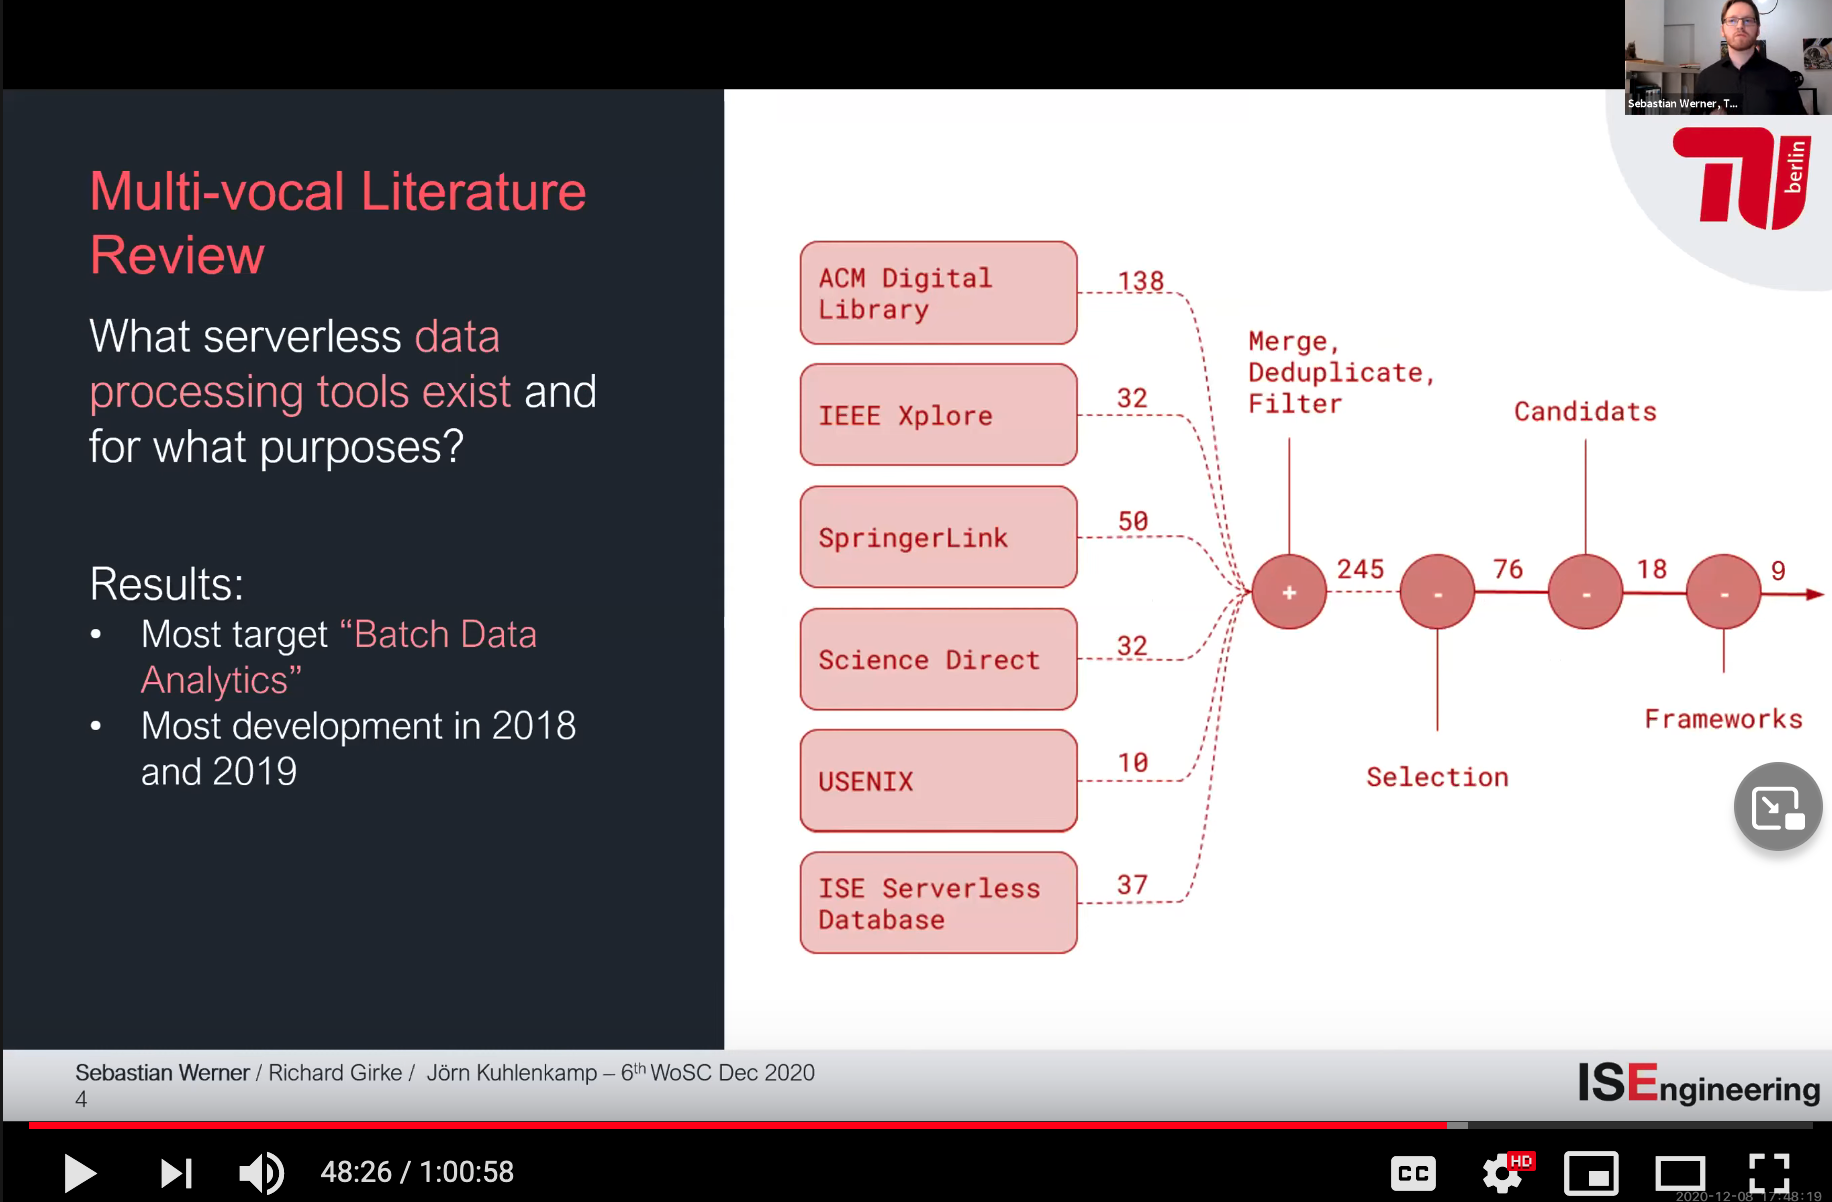 Sebastian Werner, T...
berlin
Multi-vocal Literature
Review
What serverless data
processing tools exist and
for what purposes?
Results:
• Most target “Batch Data
Analytics”
• Most development in 2018
and 2019
ACM Digital
Library
138
IEEE Xplore
32
SpringerLink
50
Science Direct
32
USENIX
10
ISE Serverless
Database
37
Merge,
Deduplicate,
Filter
+
245
-
Selection
76
Candidats
-
18
-
Frameworks
9
Sebastian Werner / Richard Girke / Jörn Kuhlenkamp – 6th WoSC Dec 2020
4
ISEngineering
48:26 / 1:00:58
CC
HD
2020-12-08 17:48:19